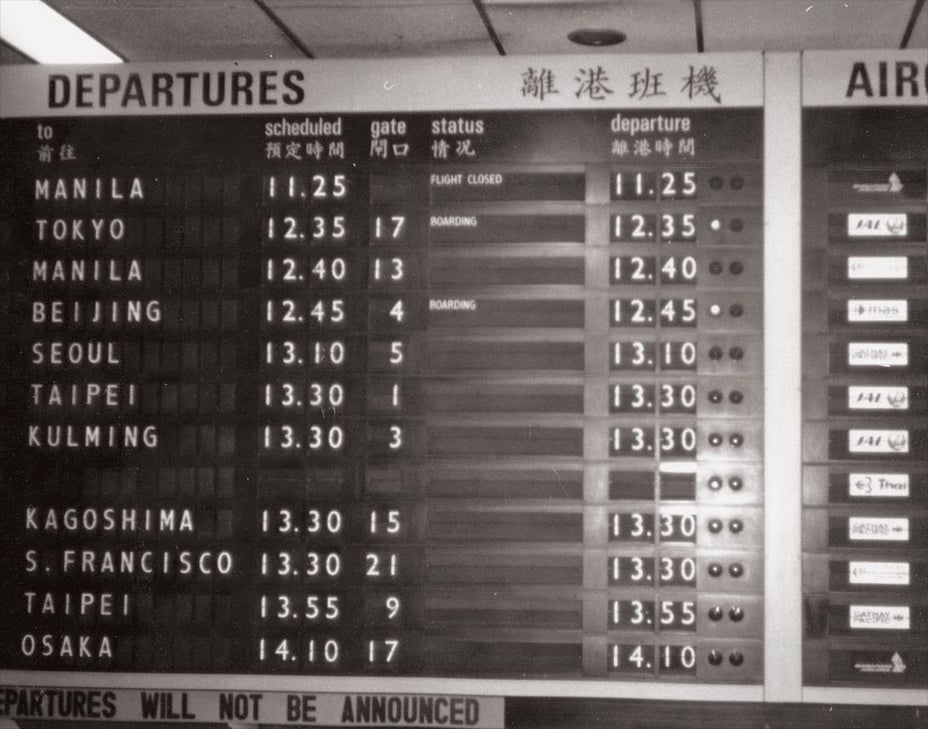 DEPARTURES 離港班機 AIRC
to scheduled gate status departure
前往 預定時間 閘口 情況 離港時間
MANILA 11.25 FLIGHT CLOSED 11.25
TOKYO 12.35 17 BOARDING 12.35 JAL
MANILA 12.40 13 12.40
BEIJING 12.45 4 BOARDING 12.45 mas
SEOUL 13.10 5 13.10
TAIPEI 13.30 1 13.30 JAL
KULMING 13.30 3 13.30 JAL
Thai
KAGOSHIMA 13.30 15 13.30
S.FRANCISCO 13.30 21 13.30
TAIPEI 13.55 9 13.55 CATHAY PACIFIC
OSAKA 14.10 17 14.10
EPARTURES WILL NOT BE ANNOUNCED